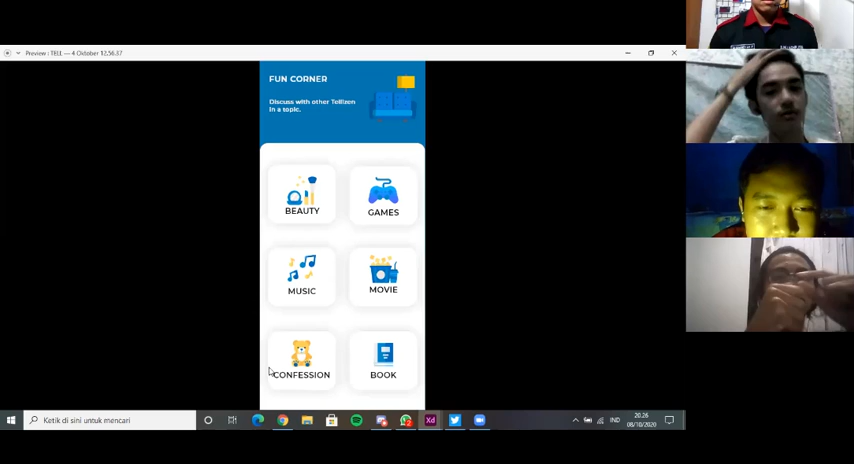 Preview : TELL — 4 Oktober 12.56.37
FUN CORNER
Discuss with other Tellizen
in a topic.
BEAUTY
GAMES
MUSIC
MOVIE
CONFESSION
BOOK
Ketik di sini untuk mencari
Xd
2
IND
20.26
08/10/2020